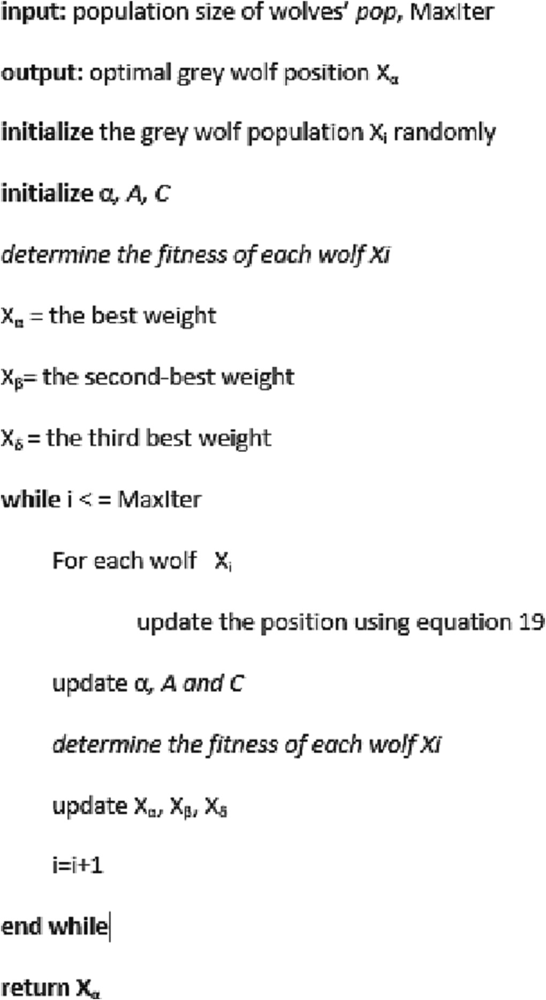 input: population size of wolves' pop, MaxIter
output: optimal grey wolf position Xα
initialize the grey wolf population Xi randomly
initialize α, A, C
determine the fitness of each wolf Xi
Xα = the best weight
Xβ= the second-best weight
Xδ = the third best weight
while i < = MaxIter
For each wolf Xi
update the position using equation 19
update α, A and C
determine the fitness of each wolf Xi
update Xα, Xβ, Xδ
i=i+1
end while
return Xα